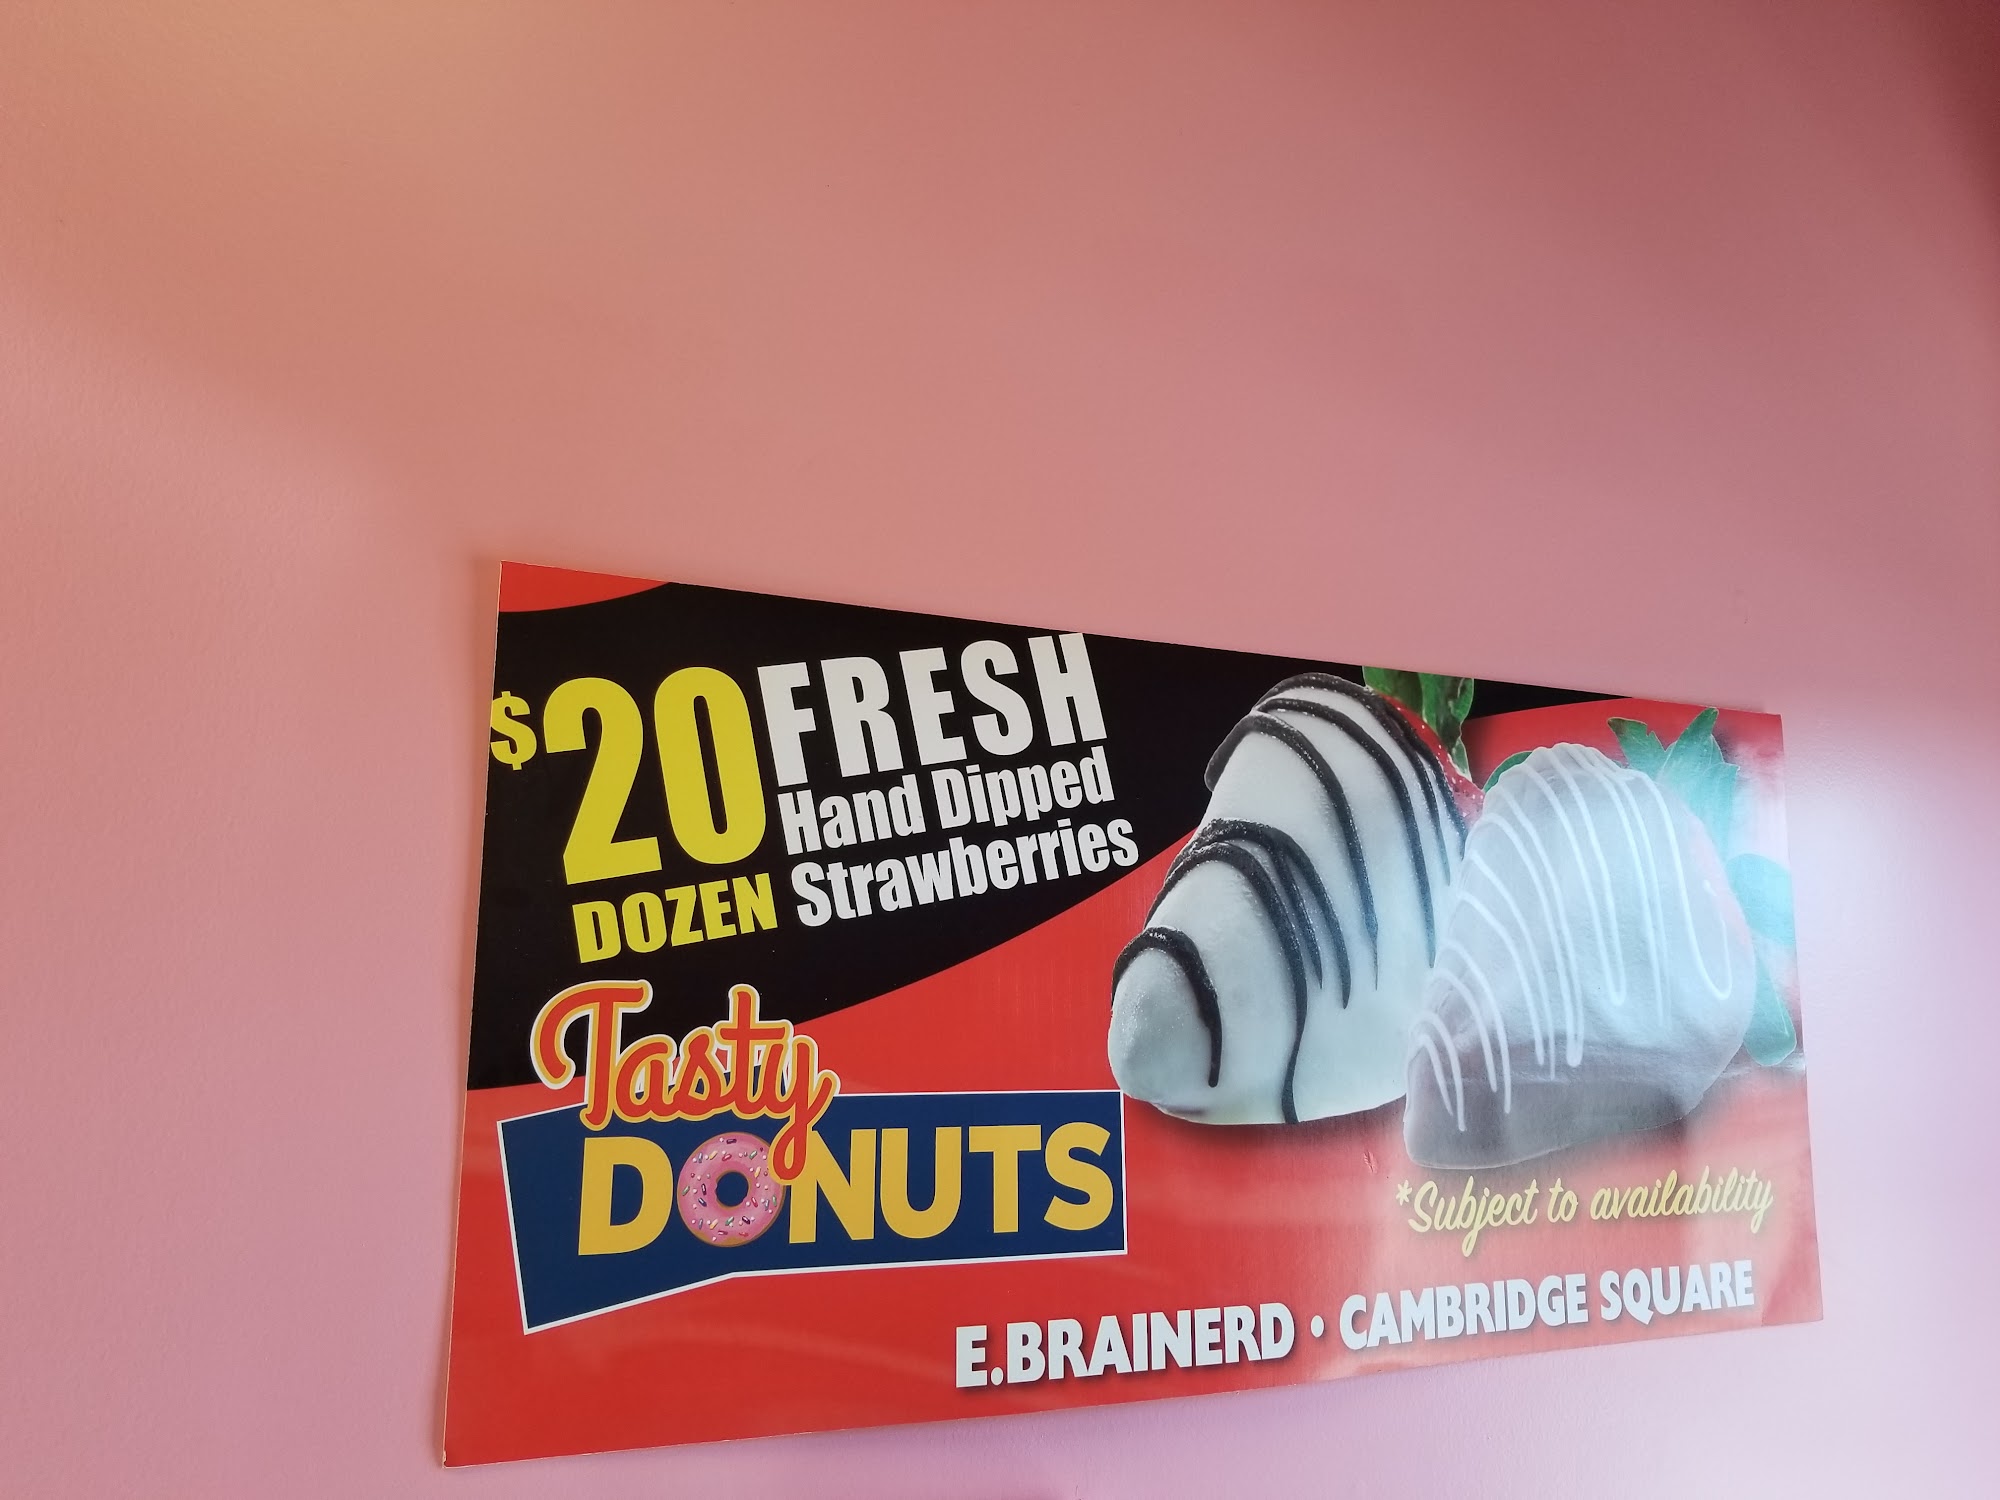 $20 DOZEN
FRESH
Hand Dipped
Strawberries
Tasty
DONUTS
*Subject to availability
E.BRAINERD • CAMBRIDGE SQUARE